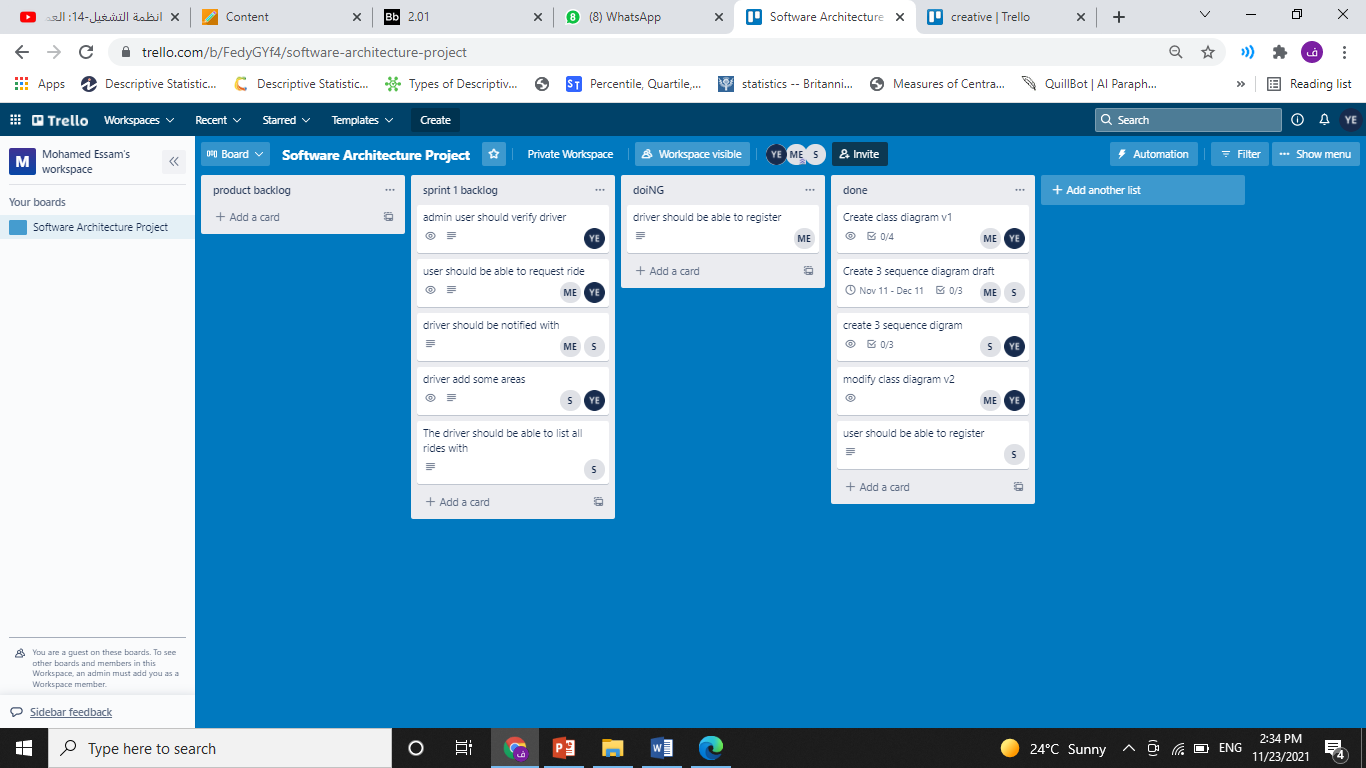 انظمة التشغيل-14: الع
Content
2.01
(8) WhatsApp
Software Architecture
creative | Trello
trello.com/b/FedyGYf4/software-architecture-project
ف
Apps
Descriptive Statistic...
Descriptive Statistic...
Types of Descriptiv...
Percentile, Quartile,...
statistics -- Britanni...
Measures of Centra...
QuillBot | AI Paraph...
»
Reading list
Trello
Workspaces
Recent
Starred
Templates
Create
Search
YE
M
Mohamed Essam's
workspace
Your boards
Software Architecture Project
Board
Software Architecture Project
Private Workspace
Workspace visible
YE ME S
Invite
Automation
Filter
Show menu
product backlog
+ Add a card
sprint 1 backlog
admin user should verify driver
YE
user should be able to request ride
ME YE
driver should be notified with
ME S
driver add some areas
S YE
The driver should be able to list all
rides with
S
+ Add a card
doiNG
driver should be able to register
ME
+ Add a card
done
Create class diagram v1
0/4
ME YE
Create 3 sequence diagram draft
Nov 11 - Dec 11 0/3
ME S
create 3 sequence digram
0/3
S YE
modify class diagram v2
ME YE
user should be able to register
S
+ Add a card
+ Add another list
You are a guest on these boards. To see
other boards and members in this
Workspace, an admin must add you as a
Workspace member.
Sidebar feedback
Type here to search
24°C Sunny
ENG
2:34 PM
11/23/2021
4